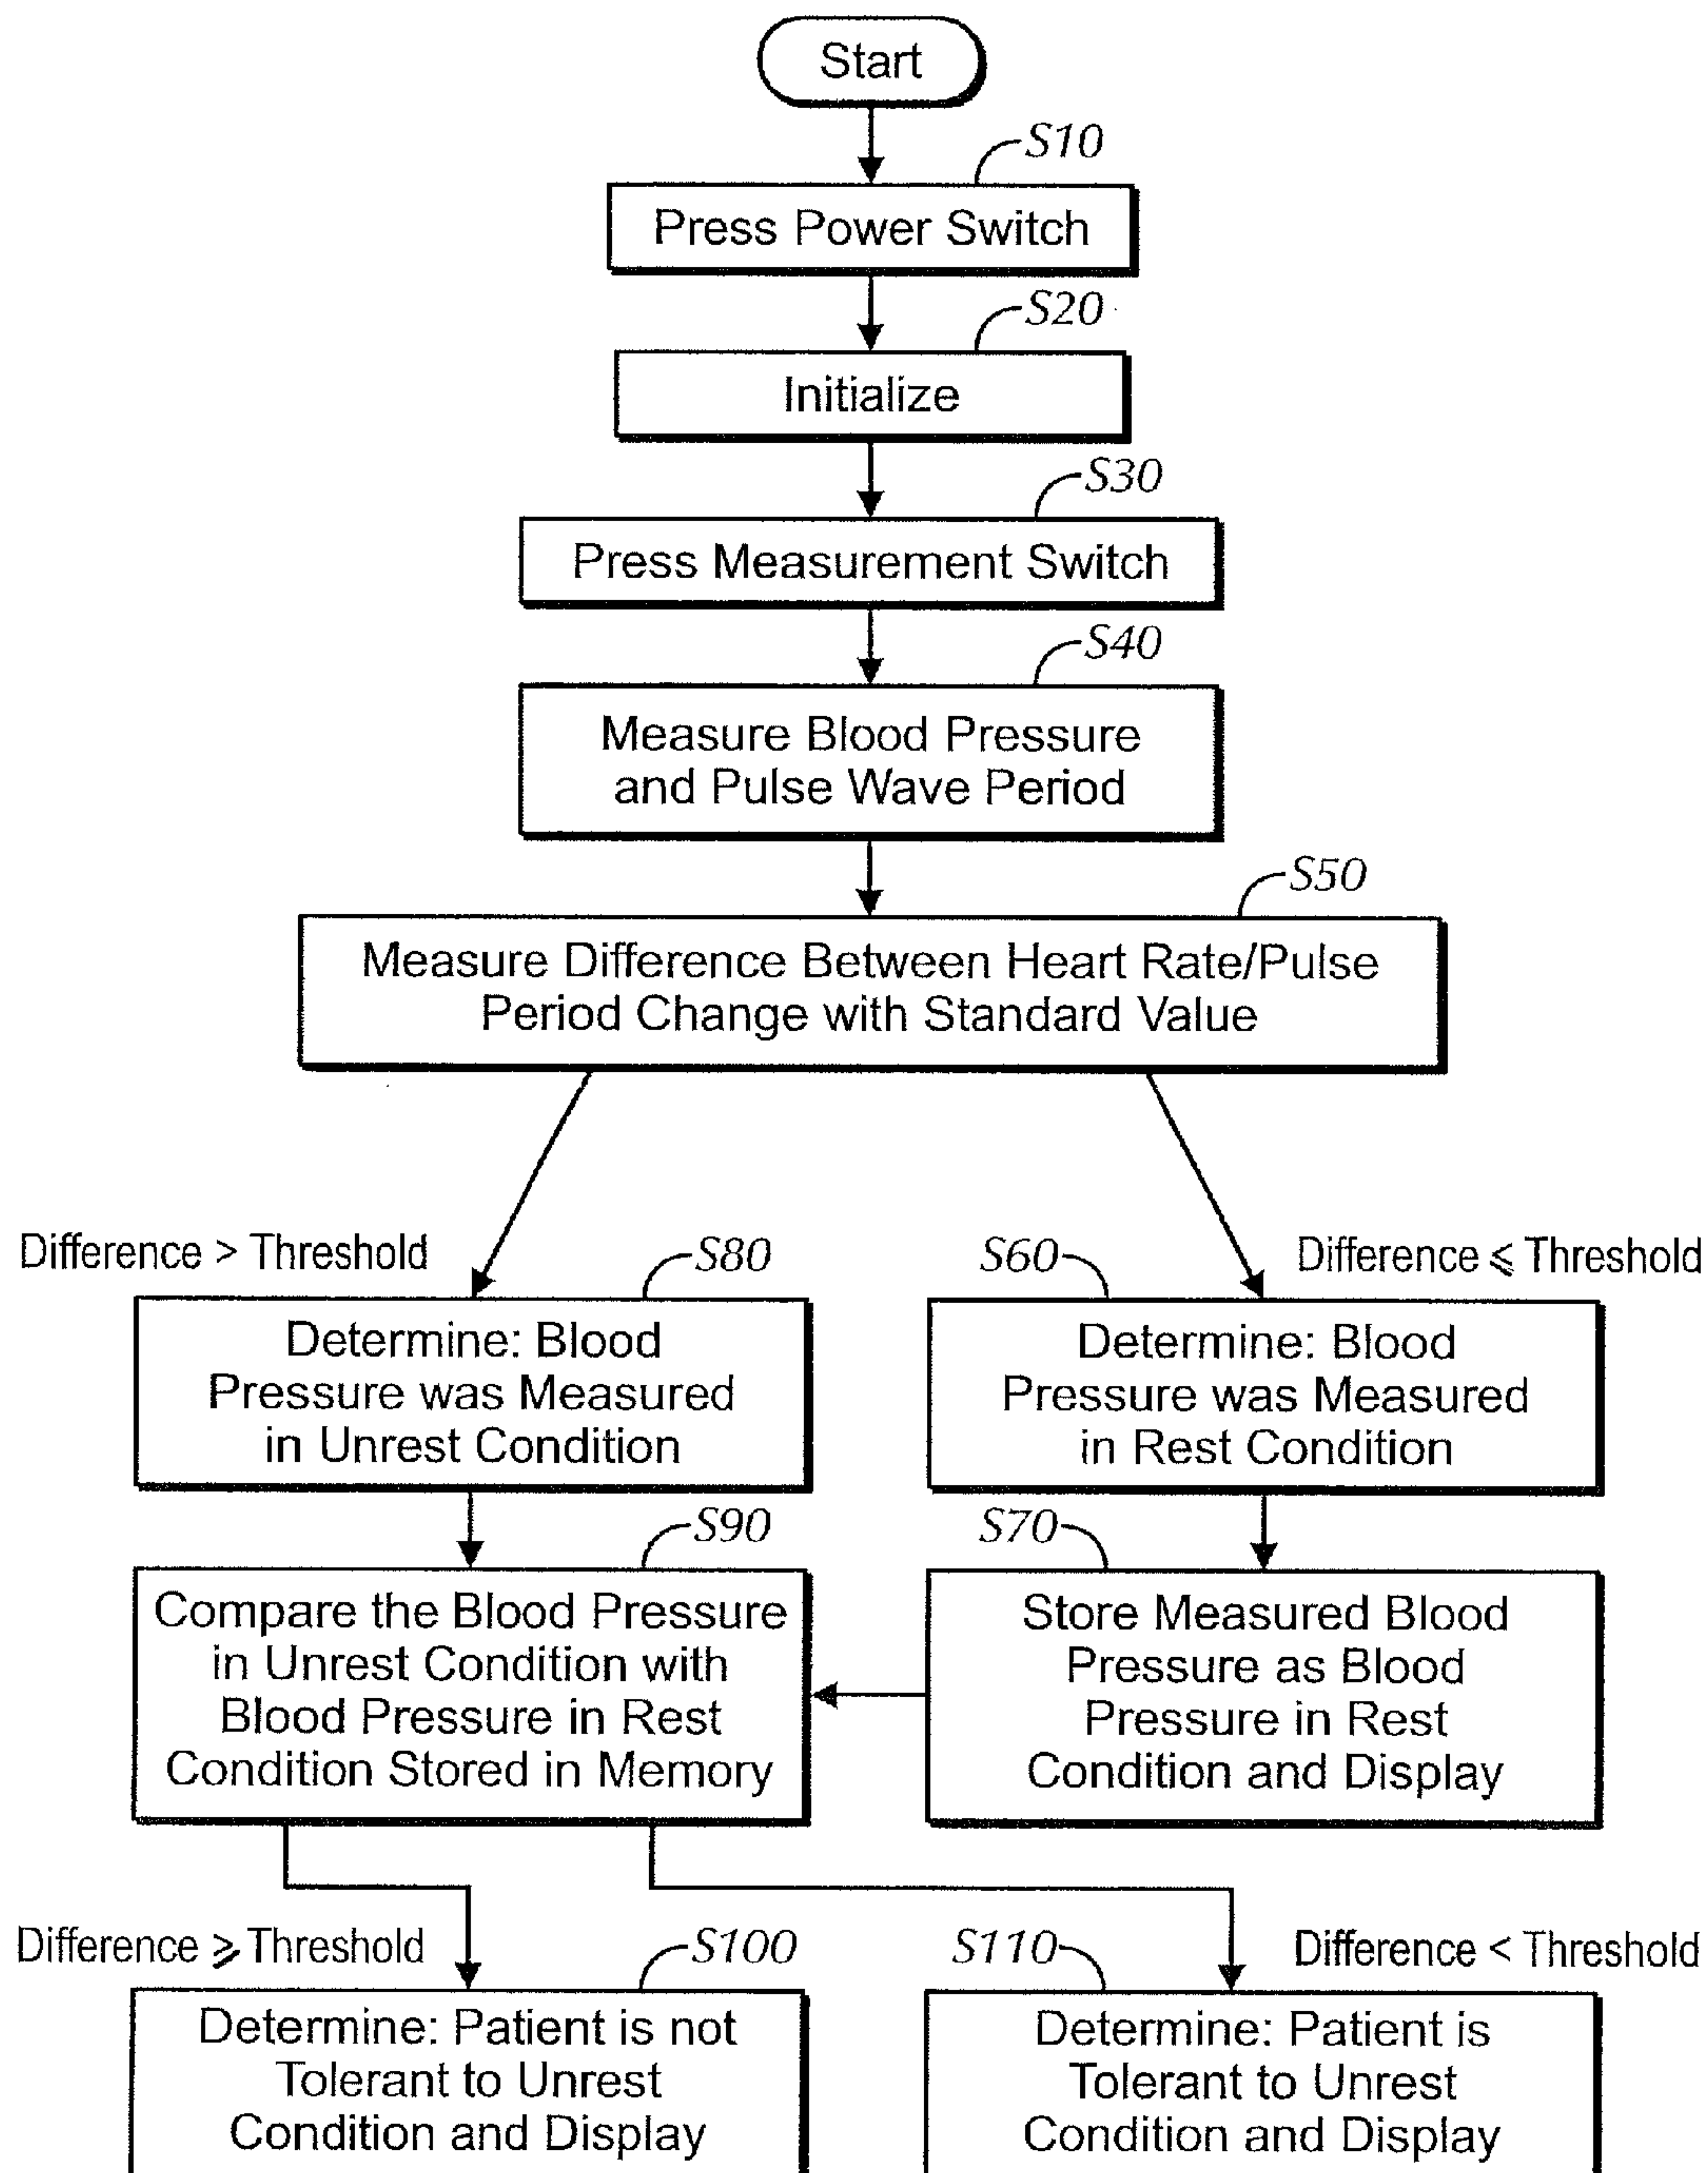 Start
S10
Press Power Switch
S20
Initialize
S30
Press Measurement Switch
S40
Measure Blood Pressure
and Pulse Wave Period
S50
Measure Difference Between Heart Rate/Pulse
Period Change with Standard Value
Difference > Threshold
S80
S60
Difference ⩽ Threshold
Determine: Blood
Pressure was Measured
in Unrest Condition
Determine: Blood
Pressure was Measured
in Rest Condition
S90
S70
Compare the Blood Pressure
in Unrest Condition with
Blood Pressure in Rest
Condition Stored in Memory
Store Measured Blood
Pressure as Blood
Pressure in Rest
Condition and Display
Difference ⩾ Threshold
S100
S110
Difference < Threshold
Determine: Patient is not
Tolerant to Unrest
Condition and Display
Determine: Patient is
Tolerant to Unrest
Condition and Display